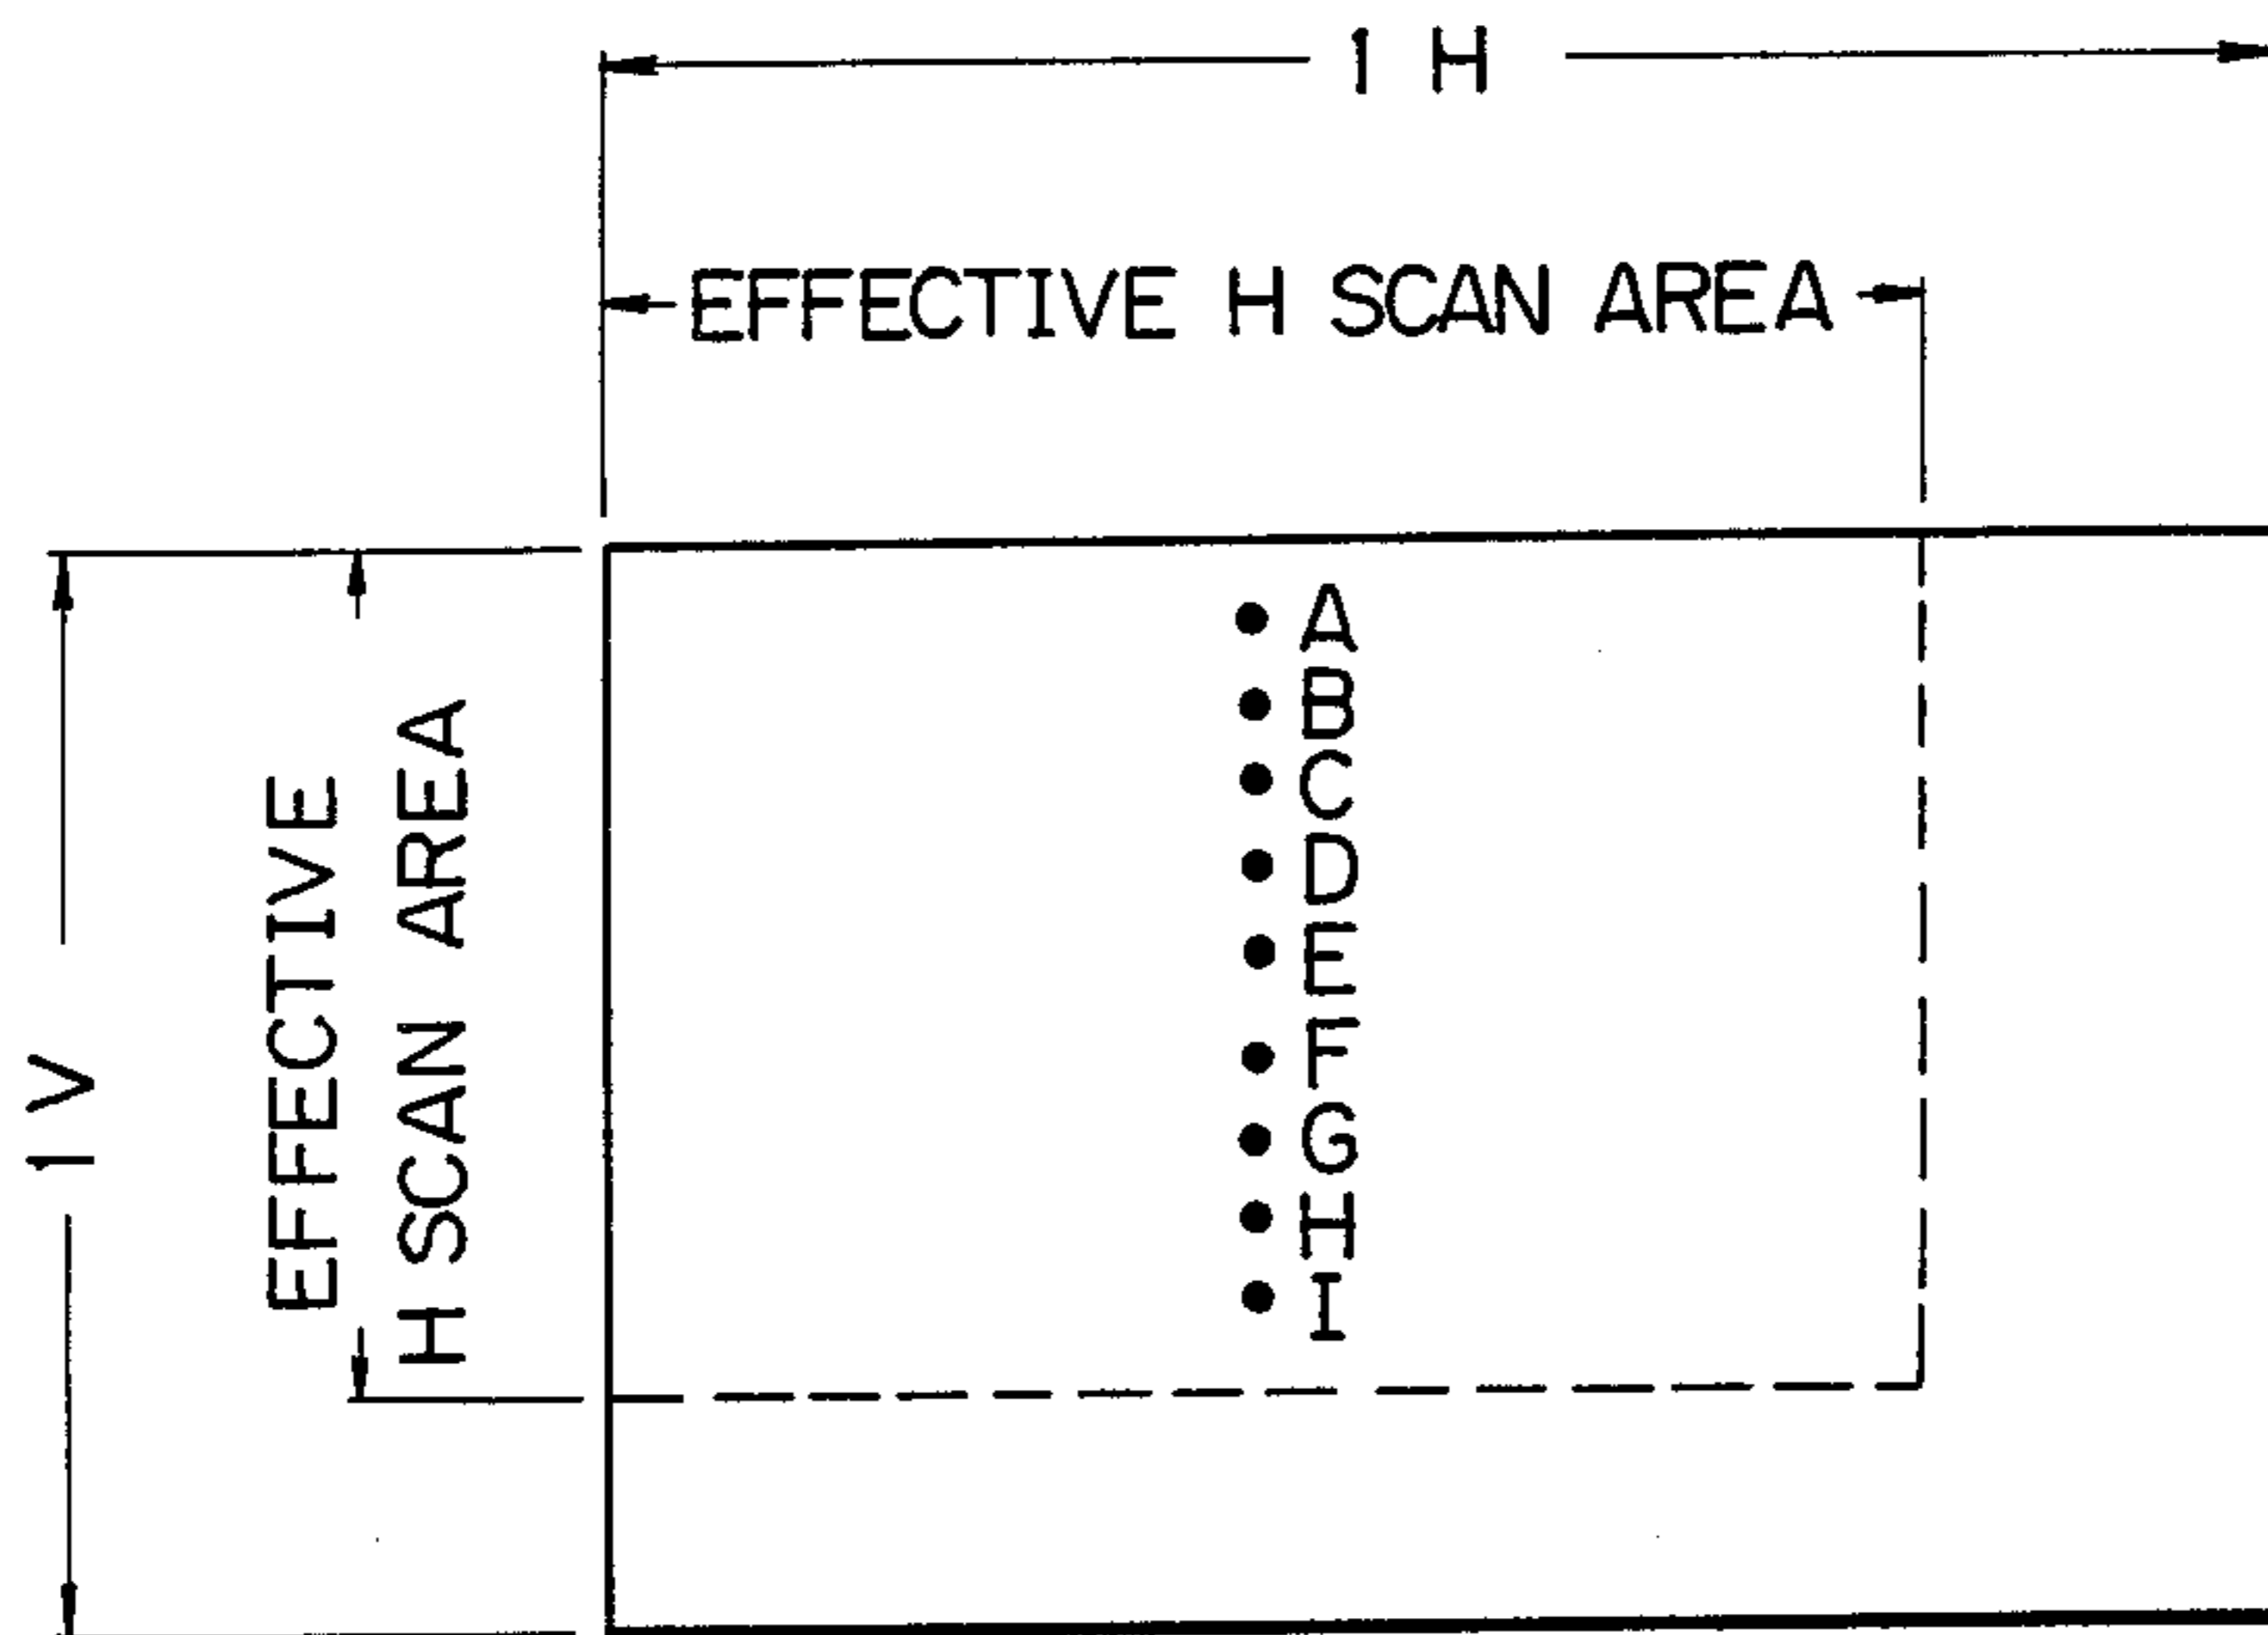 1 H
EFFECTIVE H SCAN AREA
1 V
EFFECTIVE
H SCAN AREA
A
B
C
D
E
F
G
H
I